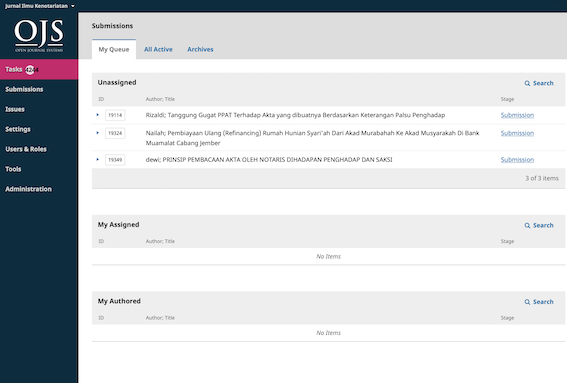 Jurnal Ilmu Kenetariatan
OJS
OPEN JOURNAL SYSTEMS
Tasks
Submissions
Issues
Settings
Users & Roles
Tools
Administration
Submissions
My Queue All Active Archives
Unassigned Search
ID Author; Title Stage
19114 Rizaldi; Tanggung Gugat PPAT Terhadap Akta yang dibuatnya Berdasarkan Keterangan Palsu Penghadap Submission
19324 Nailah; Pembiayaan Ulang (Refinancing) Rumah Hunian Syari'ah Dari Akad Murabahah Ke Akad Musyarakah Di Bank Submission
Muamalat Cabang Jember
19349 dewi; PRINSIP PEMBACAAN AKTA OLEH NOTARIS DIHADAPAN PENGHADAP DAN SAKSI Submission
3 of 3 items
My Assigned Search
ID Author; Title Stage
No Items
My Authored Search
ID Author; Title Stage
No Items